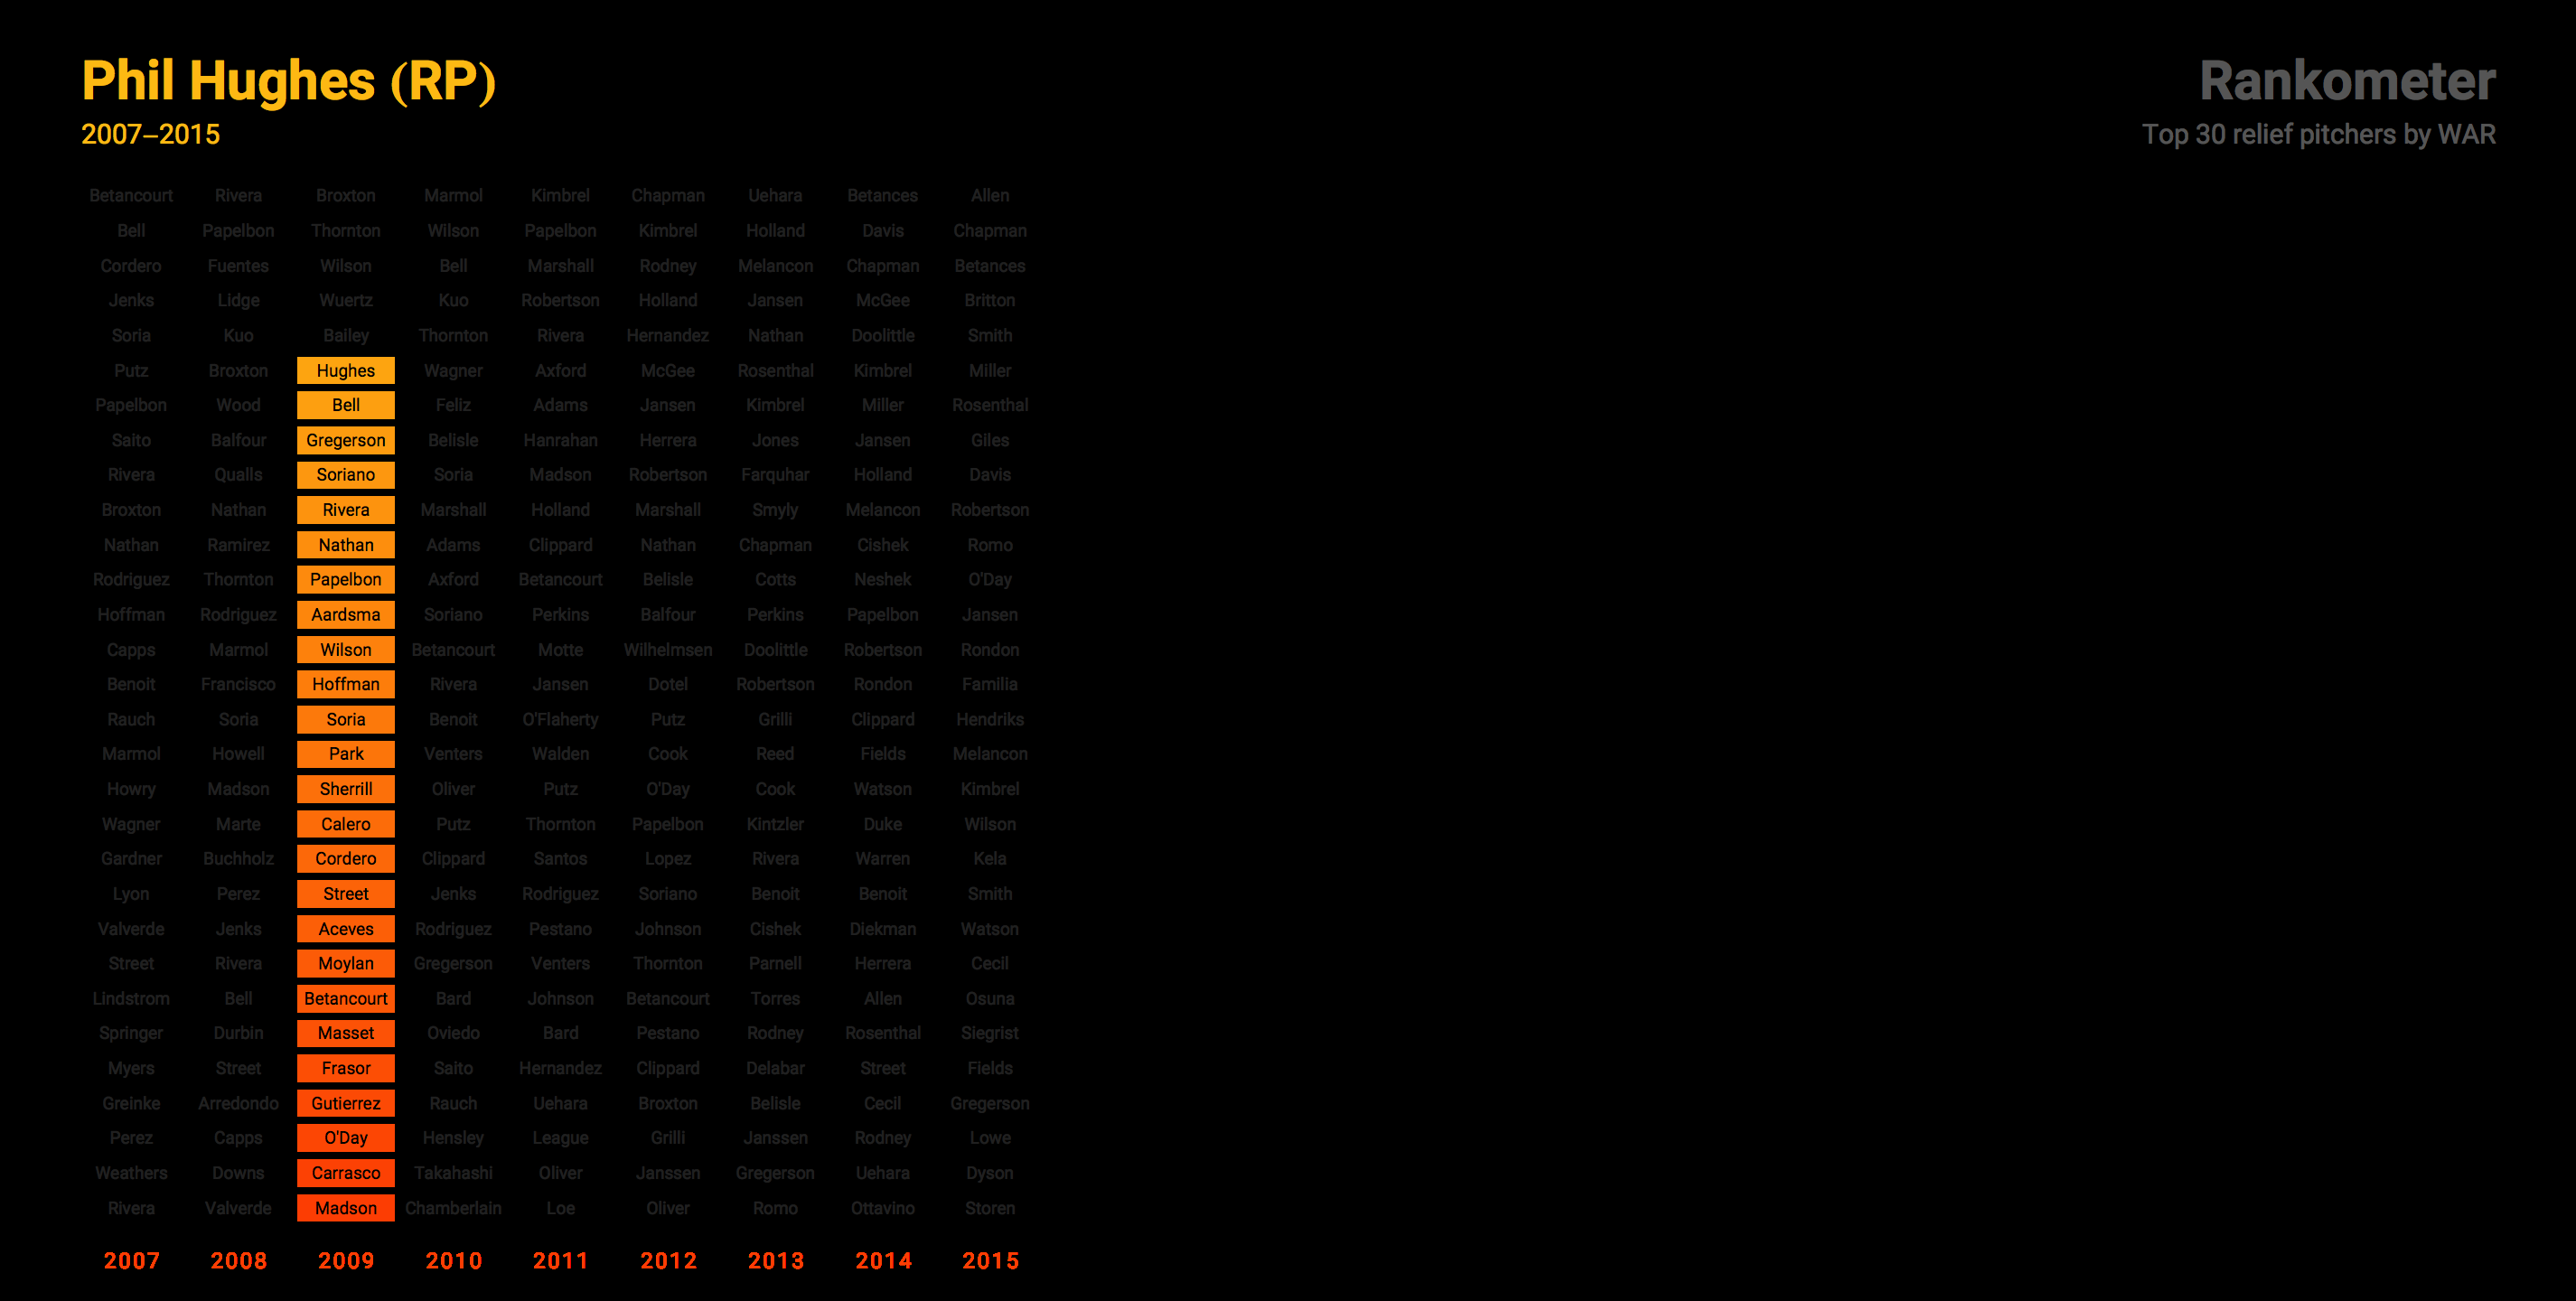 Phil Hughes (RP)
2007–2015
Rankometer
Top 30 relief pitchers by WAR
Betancourt Rivera Broxton Marmol Kimbrel Chapman Uehara Betances Allen
Bell Papelbon Thornton Wilson Papelbon Kimbrel Holland Davis Chapman
Cordero Fuentes Wilson Bell Marshall Rodney Melancon Chapman Betances
Jenks Lidge Wuertz Kuo Robertson Holland Jansen McGee Britton
Soria Kuo Bailey Thornton Rivera Hernandez Nathan Doolittle Smith
Putz Broxton Hughes Wagner Axford McGee Rosenthal Kimbrel Miller
Papelbon Wood Bell Feliz Adams Jansen Kimbrel Miller Rosenthal
Saito Balfour Gregerson Belisle Hanrahan Herrera Jones Jansen Giles
Rivera Qualls Soriano Soria Madson Robertson Farquhar Holland Davis
Broxton Nathan Rivera Marshall Holland Marshall Smyly Melancon Robertson
Nathan Ramirez Nathan Adams Clippard Nathan Chapman Cishek Romo
Rodriguez Thornton Papelbon Axford Betancourt Belisle Cotts Neshek O'Day
Hoffman Rodriguez Aardsma Soriano Perkins Balfour Perkins Papelbon Jansen
Capps Marmol Wilson Betancourt Motte Wilhelmsen Doolittle Robertson Rondon
Benoit Francisco Hoffman Rivera Jansen Dotel Robertson Rondon Familia
Rauch Soria Soria Benoit O'Flaherty Putz Grilli Clippard Hendriks
Marmol Howell Park Venters Walden Cook Reed Fields Melancon
Howry Madson Sherrill Oliver Putz O'Day Cook Watson Kimbrel
Wagner Marte Calero Putz Thornton Papelbon Kintzler Duke Wilson
Gardner Buchholz Cordero Clippard Santos Lopez Rivera Warren Kela
Lyon Perez Street Jenks Rodriguez Soriano Benoit Benoit Smith
Valverde Jenks Aceves Rodriguez Pestano Johnson Cishek Diekman Watson
Street Rivera Moylan Gregerson Venters Thornton Parnell Herrera Cecil
Lindstrom Bell Betancourt Bard Johnson Betancourt Torres Allen Osuna
Springer Durbin Masset Oviedo Bard Pestano Rodney Rosenthal Siegrist
Myers Street Frasor Saito Hernandez Clippard Delabar Street Fields
Greinke Arredondo Gutierrez Rauch Uehara Broxton Belisle Cecil Gregerson
Perez Capps O'Day Hensley League Grilli Janssen Rodney Lowe
Weathers Downs Carrasco Takahashi Oliver Janssen Gregerson Uehara Dyson
Rivera Valverde Madson Chamberlain Loe Oliver Romo Ottavino Storen
2007 2008 2009 2010 2011 2012 2013 2014 2015